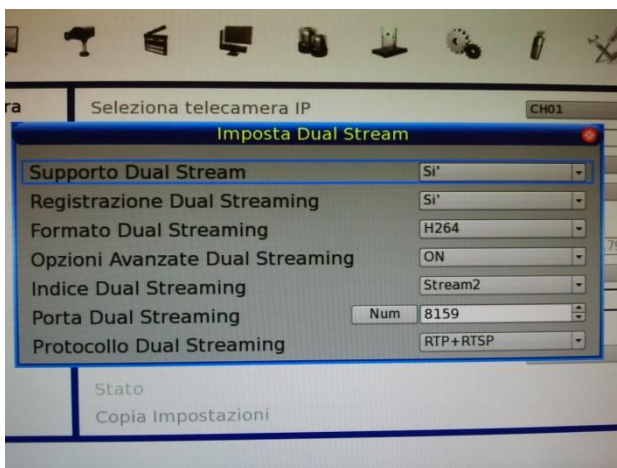 ra
Seleziona telecamera IP CH01
Imposta Dual Stream
Supporto Dual Stream Si'
Registrazione Dual Streaming Si'
Formato Dual Streaming H264
Opzioni Avanzate Dual Streaming ON
Indice Dual Streaming Stream2
Porta Dual Streaming Num 8159
Protocollo Dual Streaming RTP+RTSP
Stato
Copia Impostazioni